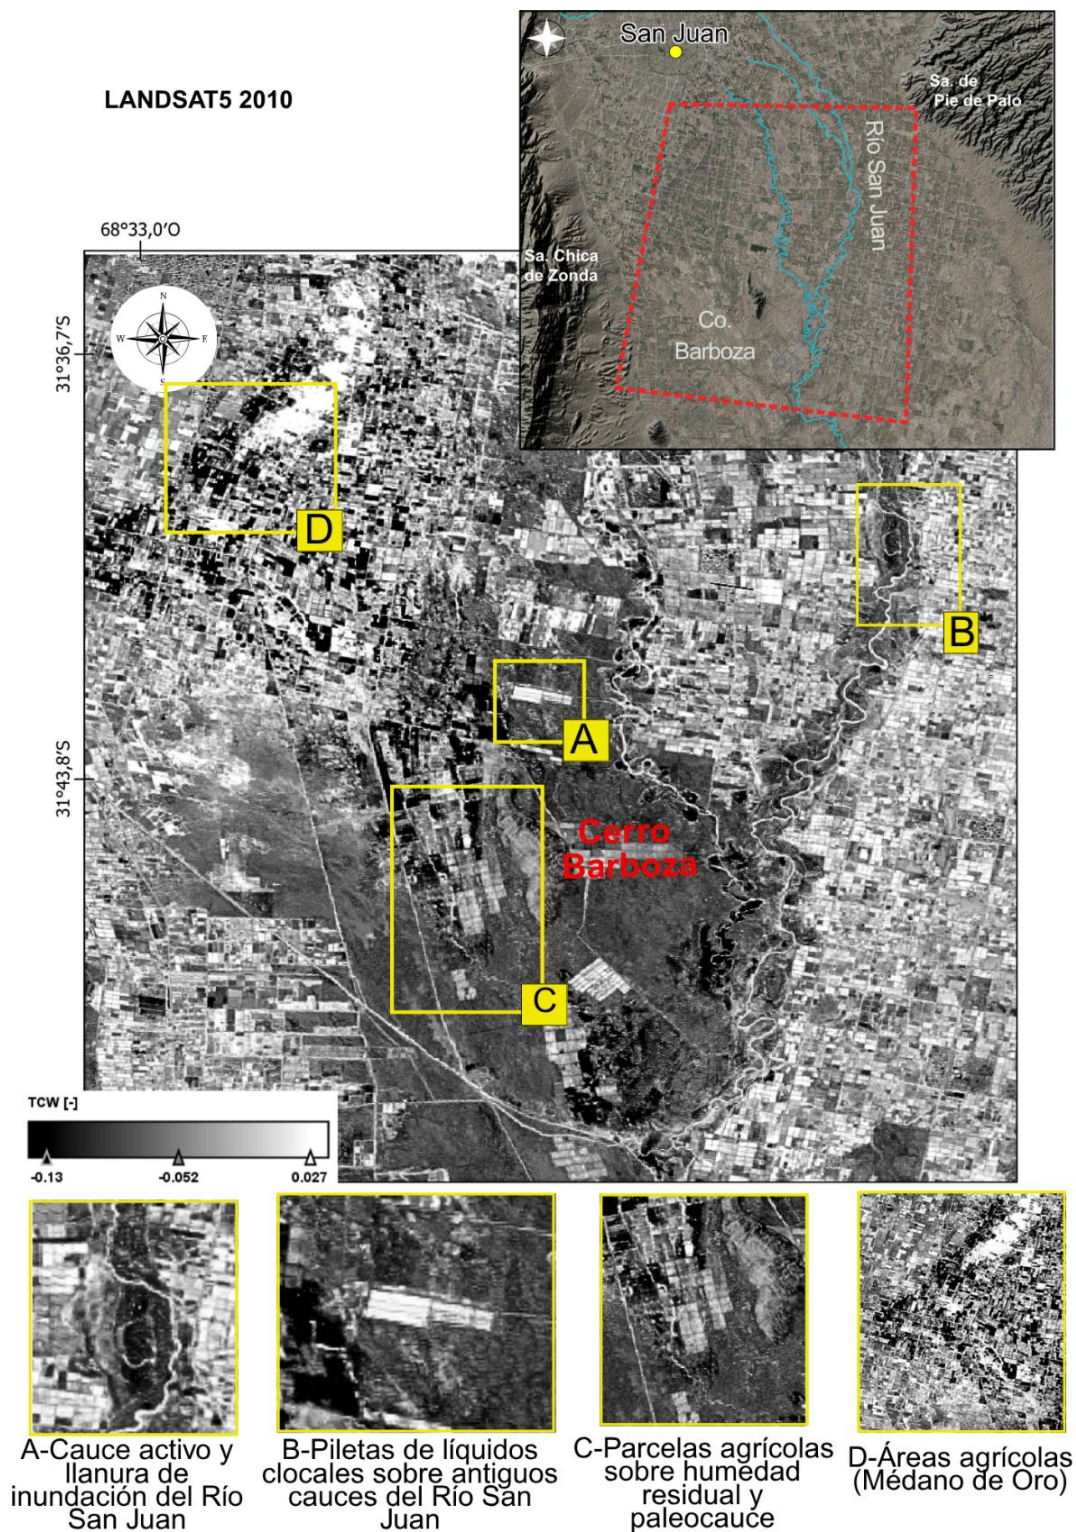 LANDSAT5 2010
San Juan
Sa. de
Pie de Palo
Río San Juan
Sa. Chica
de Zonda
Co.
Barboza
68°33,0'O
31°36,7'S
31°43,8'S
N
W
E
S
D
B
A
C
Cerro
Barboza
TCW [-]
-0.13
-0.052
0.027
A-Cauce activo y
llanura de
inundación del Río
San Juan
B-Piletas de líquidos
clocales sobre antiguos
cauces del Río San
Juan
C-Parcelas agrícolas
sobre humedad
residual y
paleocauce
D-Áreas agrícolas
(Médano de Oro)